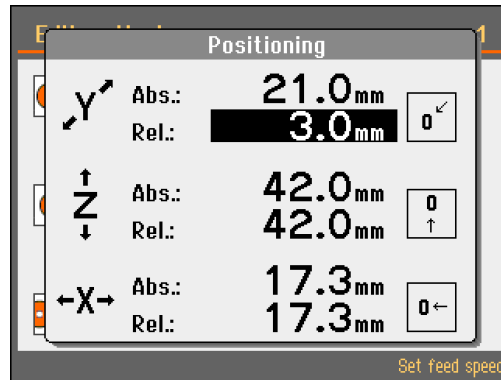 Positioning
Y Abs.: 21.0mm
Rel.: 3.0mm 0
Z Abs.: 42.0mm 0
Rel.: 42.0mm
X Abs.: 17.3mm
Rel.: 17.3mm 0
Set feed speed